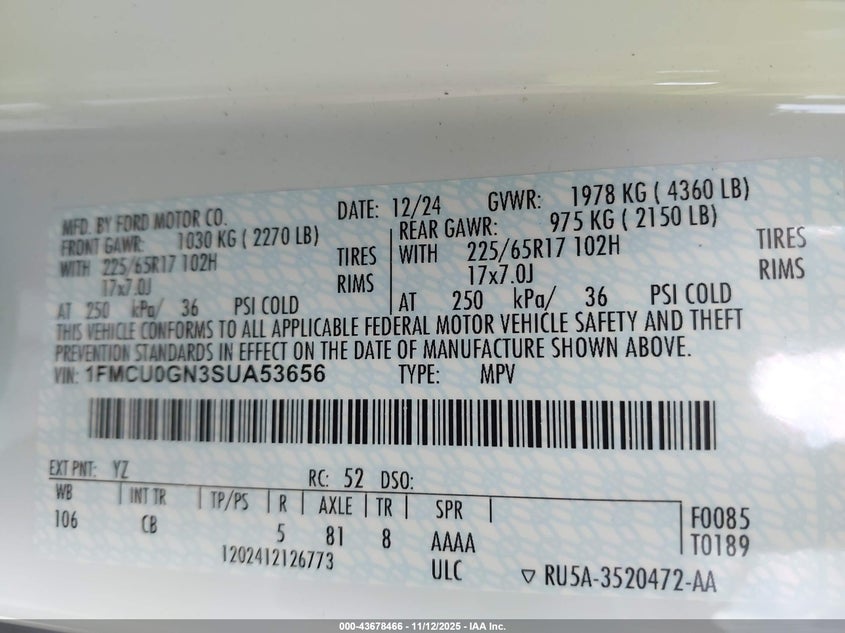 MFD. BY FORD MOTOR CO. DATE: 12/24 GVWR: 1978 KG ( 4360 LB)
FRONT GAWR: 1030 KG ( 2270 LB) REAR GAWR: 975 KG ( 2150 LB)
WITH 225/65R17 102H TIRES WITH 225/65R17 102H TIRES
17x7.0J RIMS 17x7.0J RIMS
AT 250 kPa/ 36 PSI COLD AT 250 kPa/ 36 PSI COLD
THIS VEHICLE CONFORMS TO ALL APPLICABLE FEDERAL MOTOR VEHICLE SAFETY AND THEFT
PREVENTION STANDARDS IN EFFECT ON THE DATE OF MANUFACTURE SHOWN ABOVE.
VIN: 1FMCU0GN3SUA53656 TYPE: MPV
EXT PNT: YZ RC: 52 DSO:
WB INT TR TP/PS R AXLE TR SPR F0085
106 CB 5 81 8 AAAA T0189
1202412126773 ULC ▽ RU5A-3520472-AA
000-43678466 - 11/12/2025 - IAA Inc.